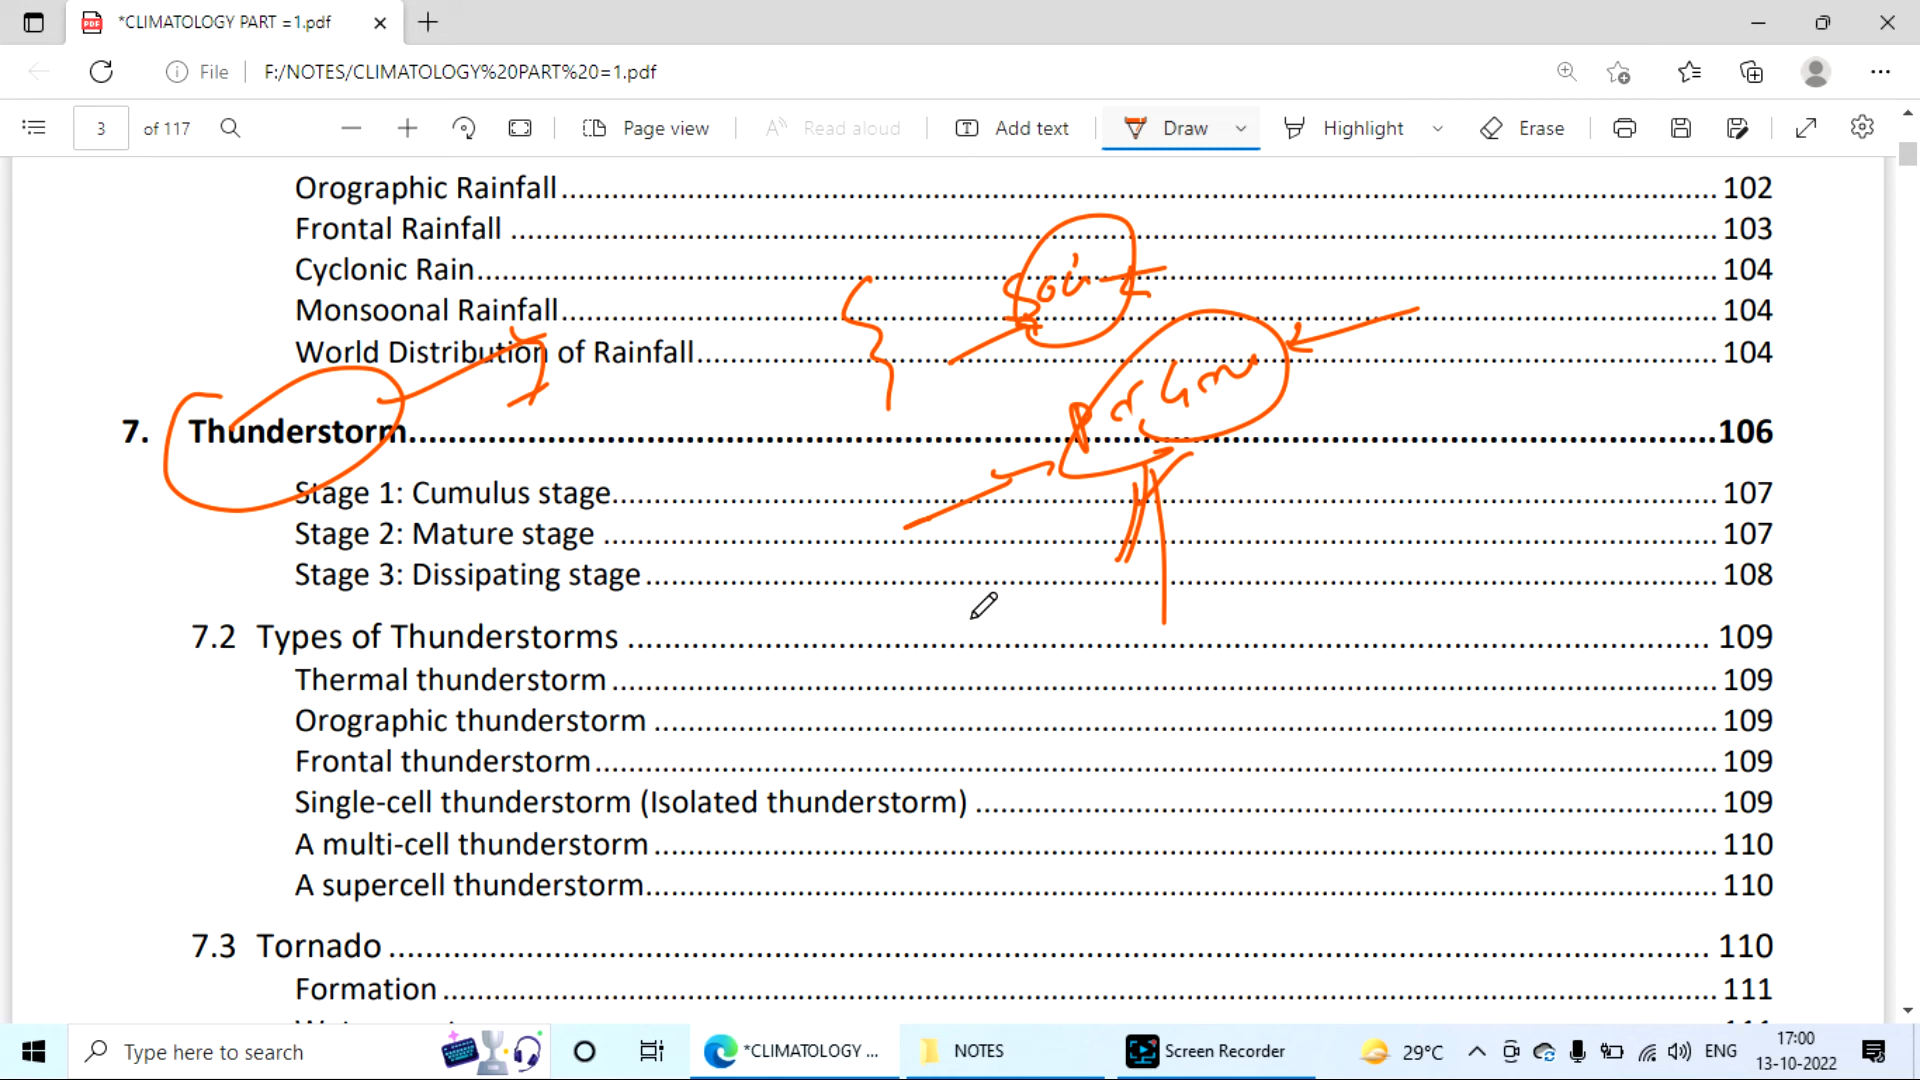 *CLIMATOLOGY PART =1.pdf
File F:/NOTES/CLIMATOLOGY%20PART%20=1.pdf
3 of 117 Page view Read aloud Add text Draw Highlight Erase
Orographic Rainfall 102
Frontal Rainfall 103
Cyclonic Rain 104
Monsoonal Rainfall 104
World Distribution of Rainfall 104
7. Thunderstorm 106
Stage 1: Cumulus stage 107
Stage 2: Mature stage 107
Stage 3: Dissipating stage 108
7.2 Types of Thunderstorms 109
Thermal thunderstorm 109
Orographic thunderstorm 109
Frontal thunderstorm 109
Single-cell thunderstorm (Isolated thunderstorm) 109
A multi-cell thunderstorm 110
A supercell thunderstorm 110
7.3 Tornado 110
Formation 111
Type here to search *CLIMATOLOGY ... NOTES Screen Recorder 29°C ENG 17:00
13-10-2022